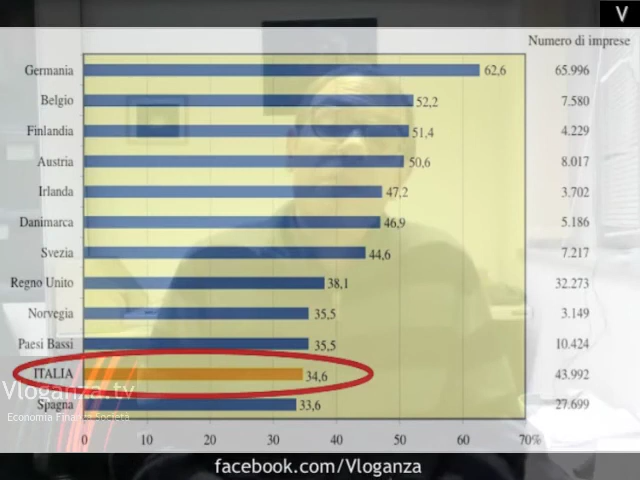 V
Numero di imprese
Germania 62,6 65.996
Belgio 52,2 7.580
Finlandia 51,4 4.229
Austria 50,6 8.017
Irlanda 47,2 3.702
Danimarca 46,9 5.186
Svezia 44,6 7.217
Regno Unito 38,1 32.273
Norvegia 35,5 3.149
Paesi Bassi 35,5 10.424
ITALIA 34,6 43.992
Vloganza.tv
Spagna 33,6 27.699
Economia Finanza Società
0 10 20 30 40 50 60 70%
facebook.com/Vloganza